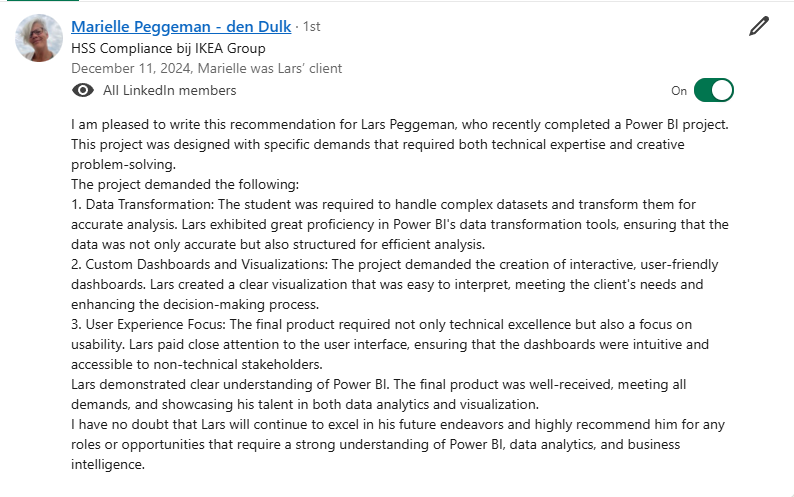 Marielle Peggeman - den Dulk · 1st
HSS Compliance bij IKEA Group
December 11, 2024, Marielle was Lars’ client
All LinkedIn members
On
I am pleased to write this recommendation for Lars Peggeman, who recently completed a Power BI project.
This project was designed with specific demands that required both technical expertise and creative
problem-solving.
The project demanded the following:
1. Data Transformation: The student was required to handle complex datasets and transform them for
accurate analysis. Lars exhibited great proficiency in Power BI's data transformation tools, ensuring that the
data was not only accurate but also structured for efficient analysis.
2. Custom Dashboards and Visualizations: The project demanded the creation of interactive, user-friendly
dashboards. Lars created a clear visualization that was easy to interpret, meeting the client's needs and
enhancing the decision-making process.
3. User Experience Focus: The final product required not only technical excellence but also a focus on
usability. Lars paid close attention to the user interface, ensuring that the dashboards were intuitive and
accessible to non-technical stakeholders.
Lars demonstrated clear understanding of Power BI. The final product was well-received, meeting all
demands, and showcasing his talent in both data analytics and visualization.
I have no doubt that Lars will continue to excel in his future endeavors and highly recommend him for any
roles or opportunities that require a strong understanding of Power BI, data analytics, and business
intelligence.